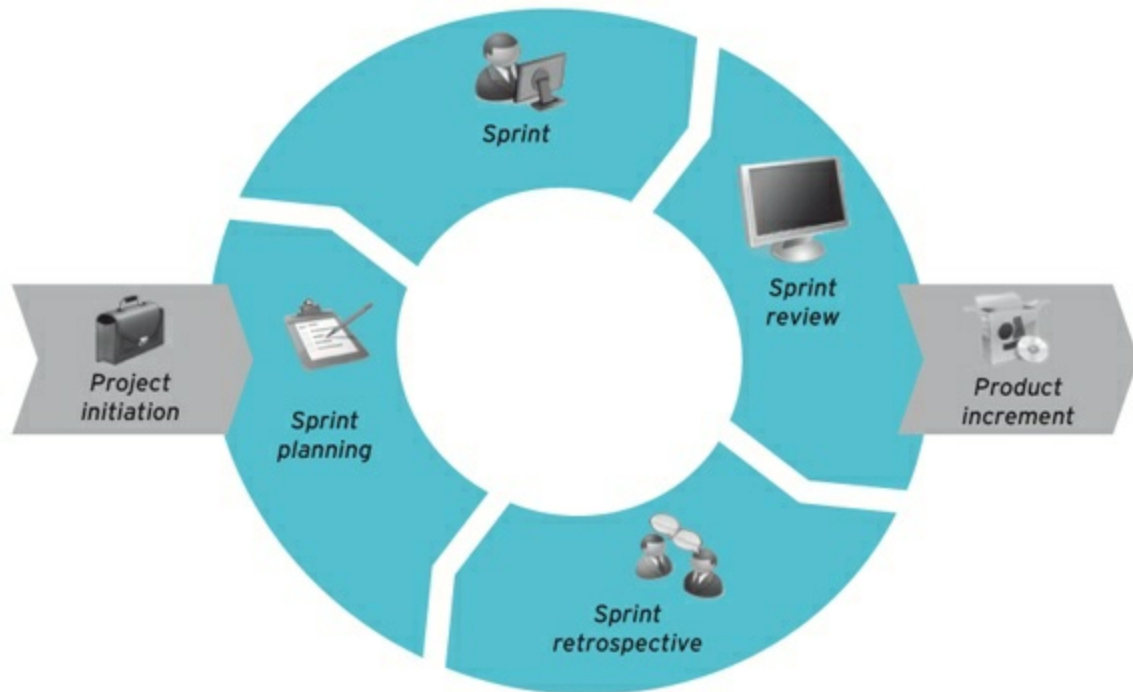 Sprint
Sprint
review
Project
initiation
Sprint
planning
Product
increment
Sprint
retrospective